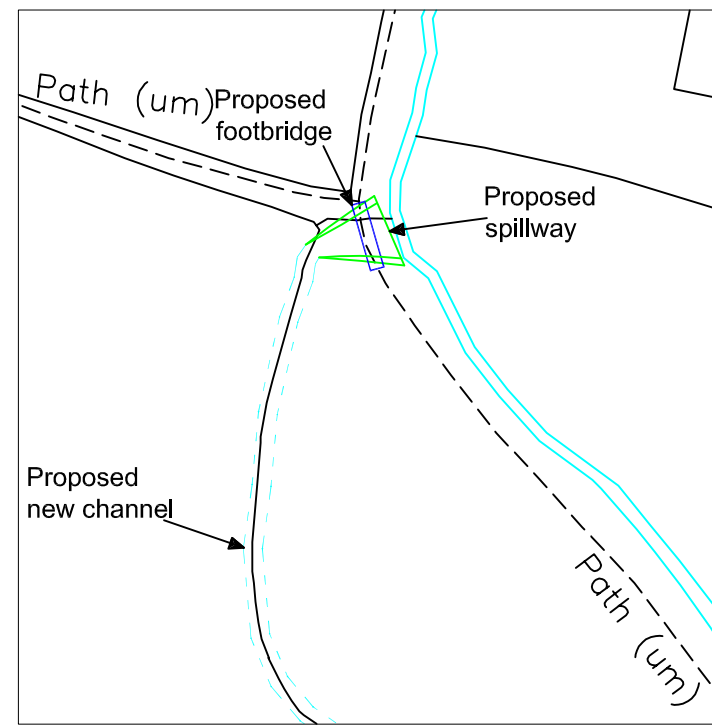 Path (um)
Proposed
footbridge
Proposed
spillway
Proposed
new channel
Path (um)